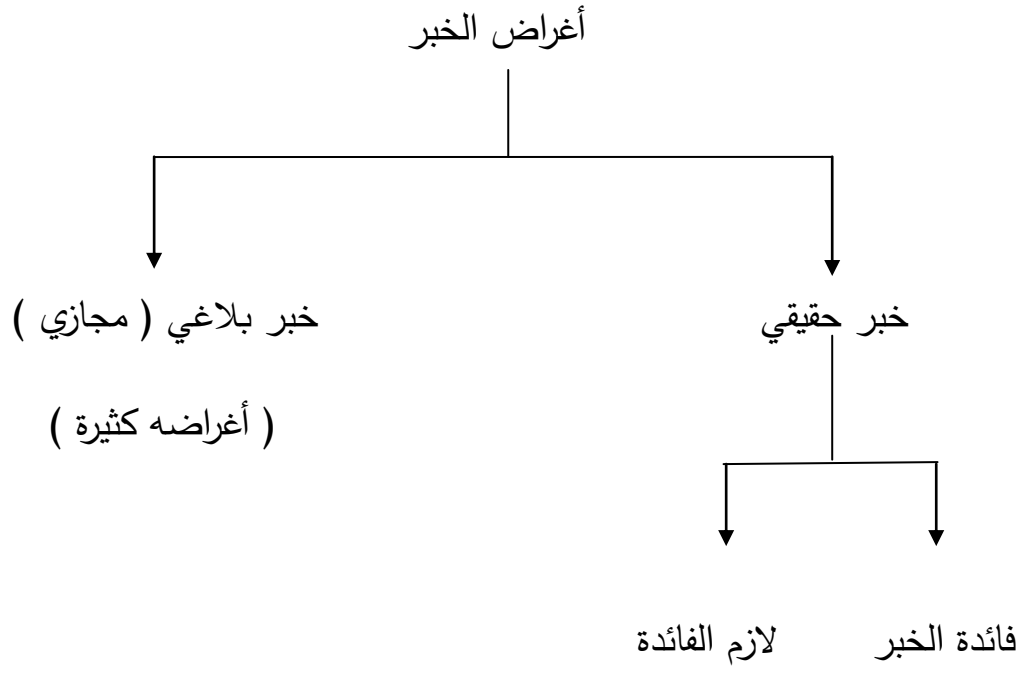 أغراض الخبر
خبر حقيقي
خبر بلاغي ( مجازي )
( أغراضه كثيرة )
فائدة الخبر
لازم الفائدة